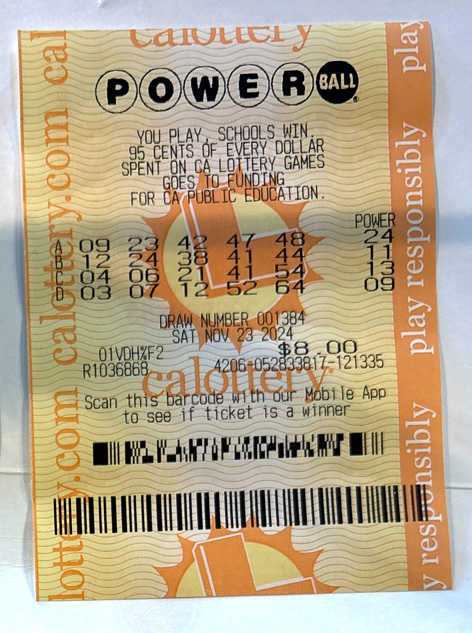 calottery
POWERBALL
YOU PLAY, SCHOOLS WIN.
95 CENTS OF EVERY DOLLAR
SPENT ON CA LOTTERY GAMES
GOES TO FUNDING
FOR CA PUBLIC EDUCATION.
POWER
A 09 23 42 47 48 24
B 12 24 38 41 44 11
C 04 06 21 41 54 13
D 03 07 12 52 64 09
DRAW NUMBER 001384
SAT NOV 23 2024
01VDH%F2 $8.00
R1036868 4206-052833817-121335
calottery
Scan this barcode with our Mobile App
to see if ticket is a winner
lottery.com calottery.com cal
y responsibly play responsibly play